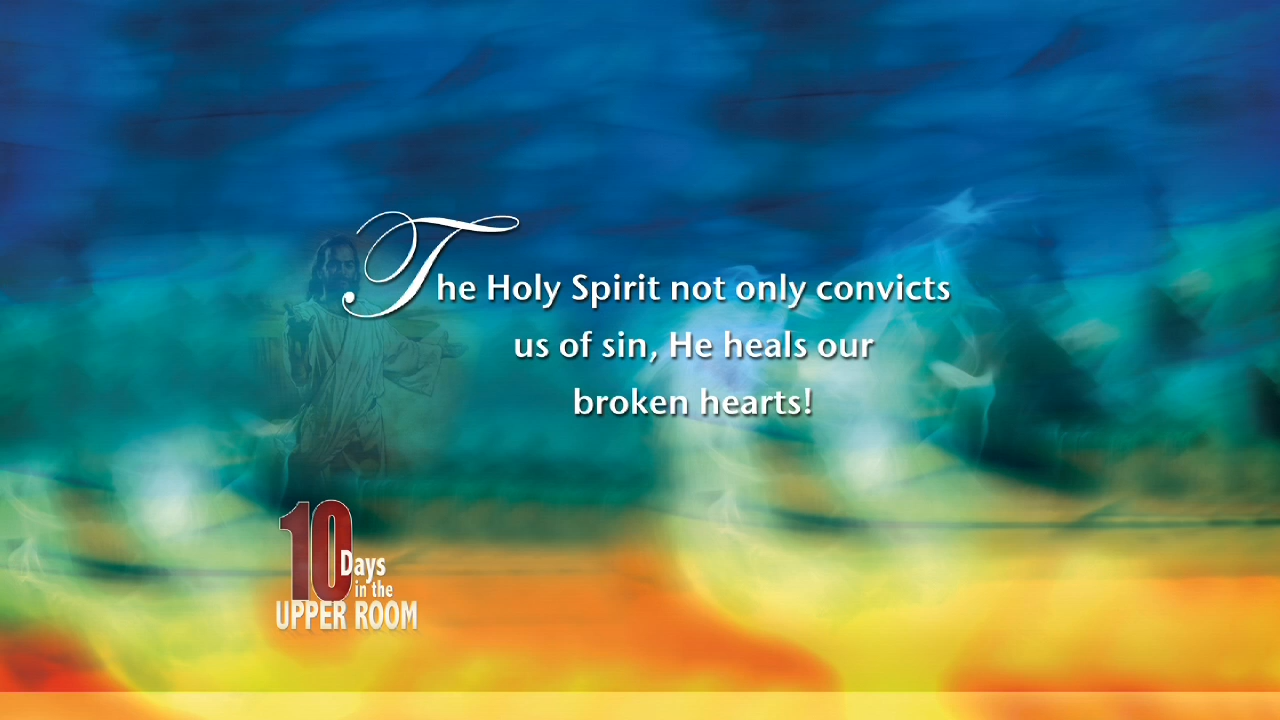 The Holy Spirit not only convicts
us of sin, He heals our
broken hearts!
10
Days
in the
UPPER ROOM